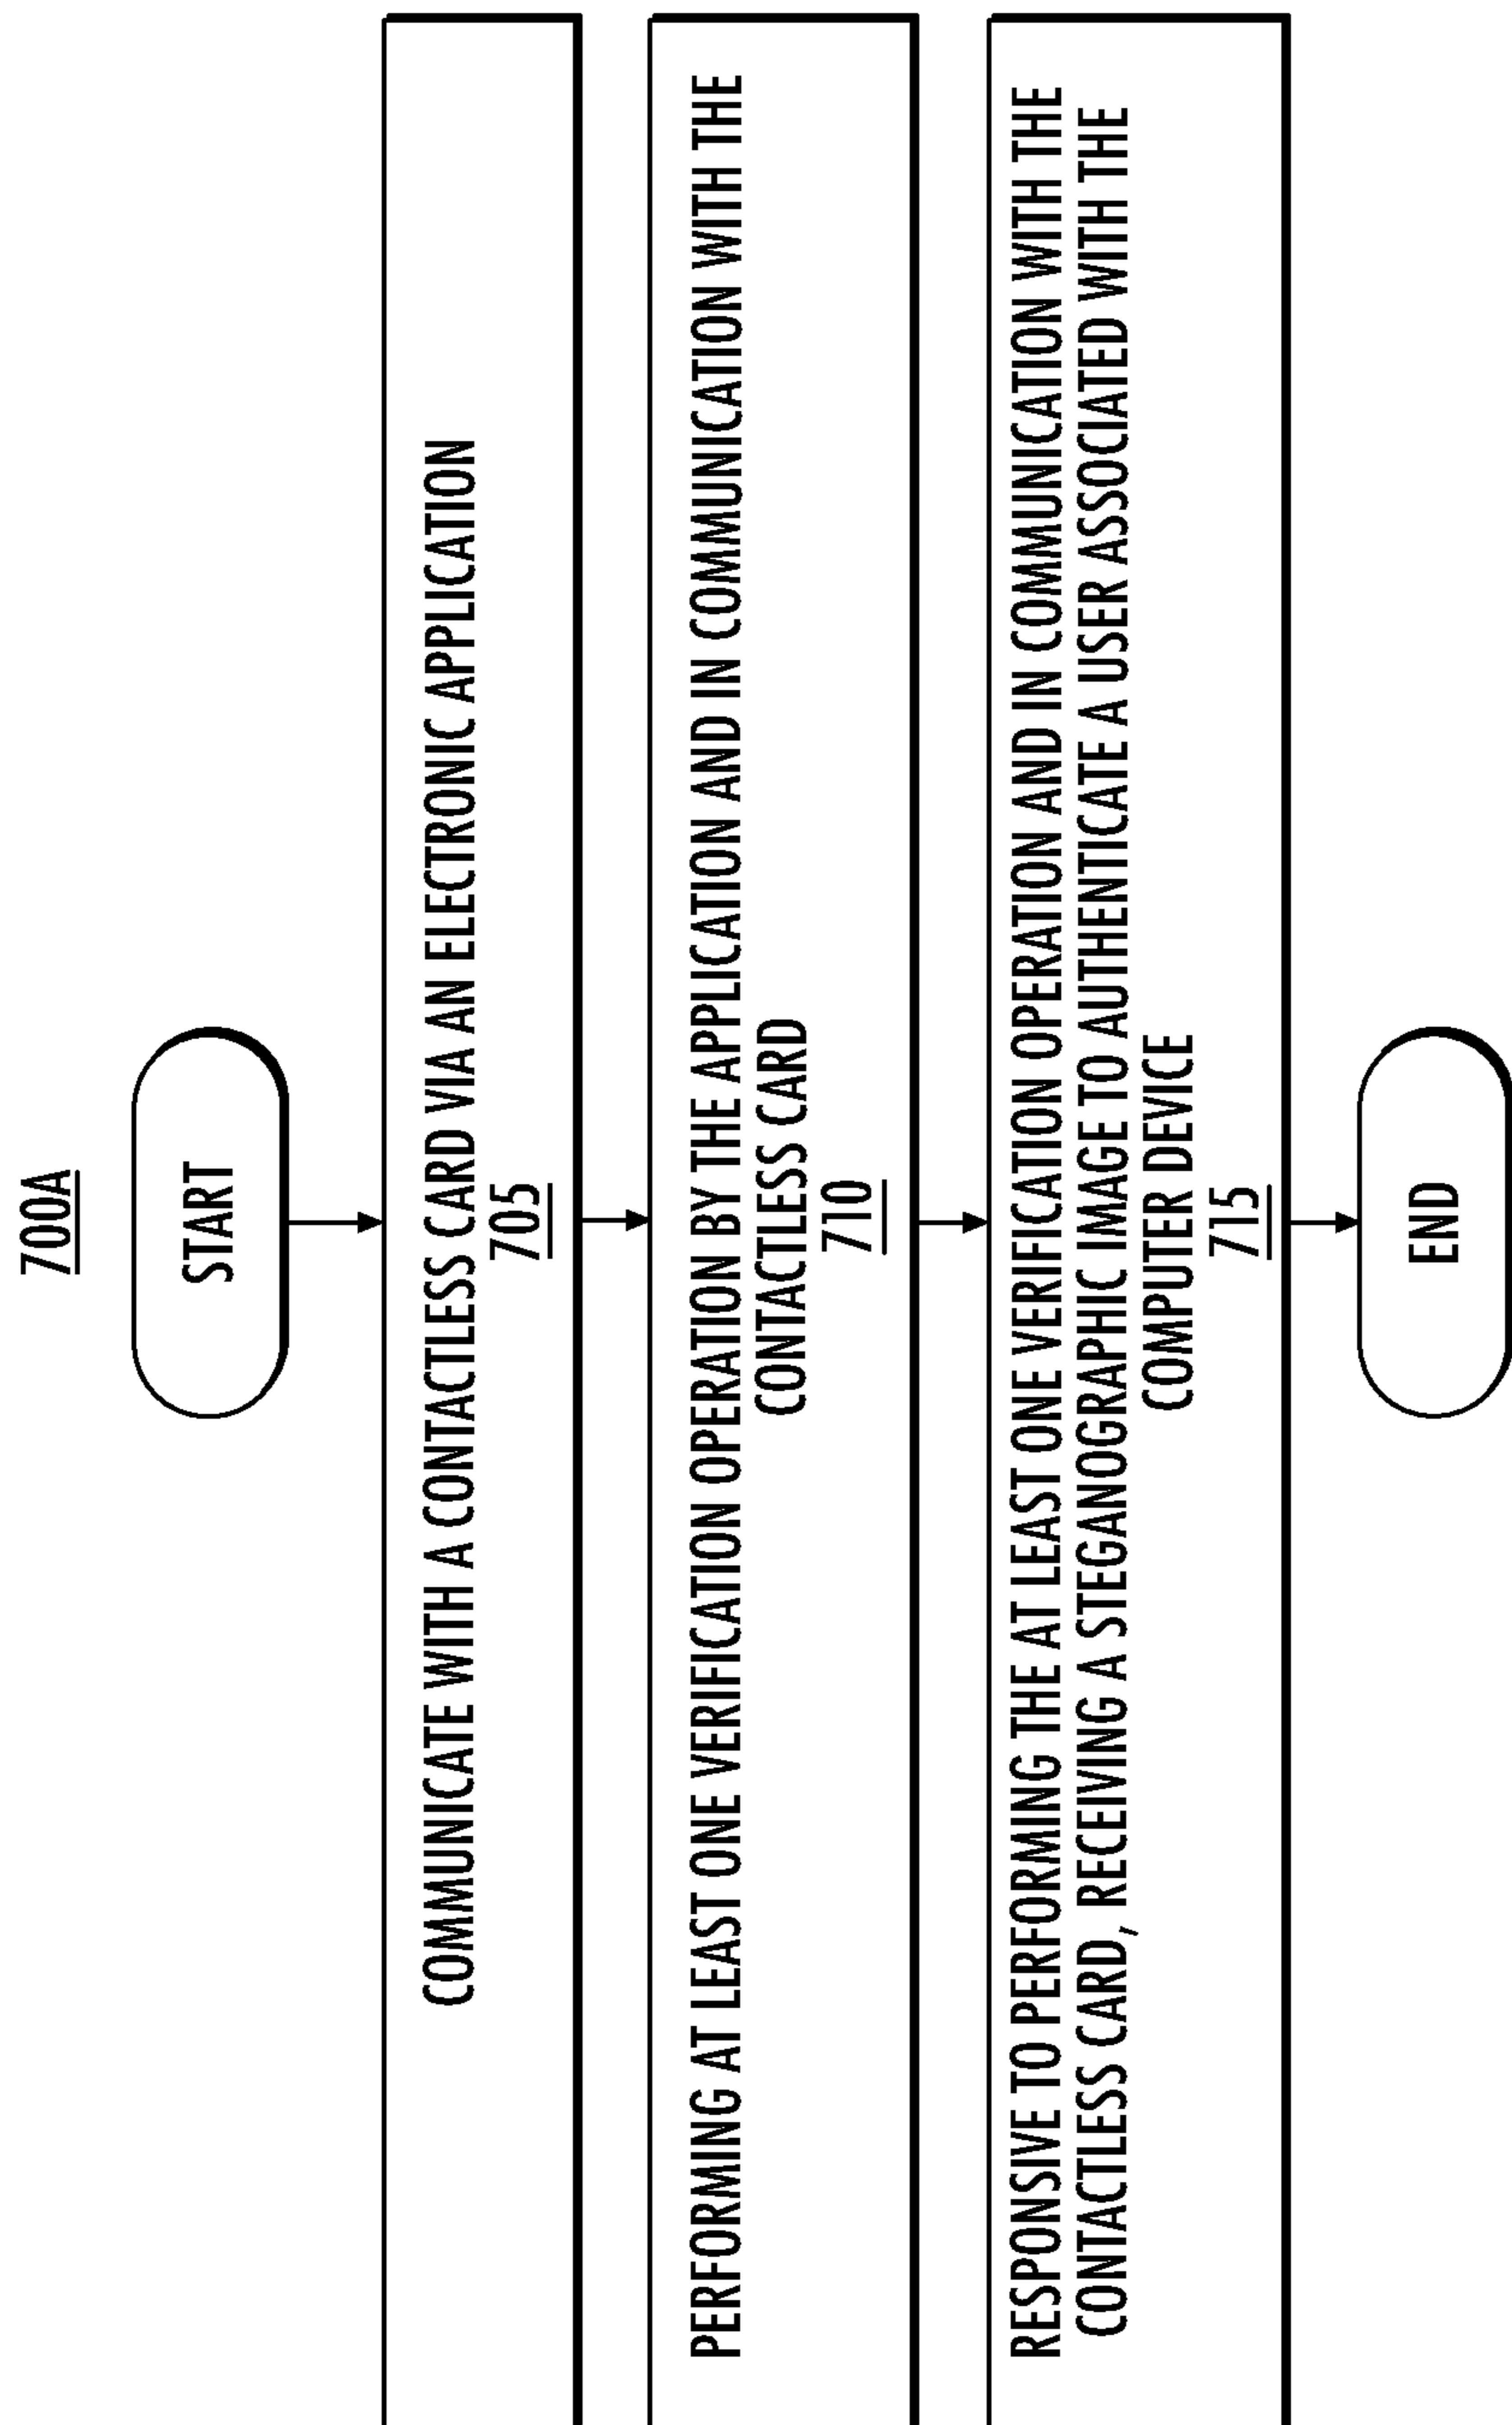 700A
START
COMMUNICATE WITH A CONTACTLESS CARD VIA AN ELECTRONIC APPLICATION
705
PERFORMING AT LEAST ONE VERIFICATION OPERATION BY THE APPLICATION AND IN COMMUNICATION WITH THE
CONTACTLESS CARD
710
RESPONSIVE TO PERFORMING THE AT LEAST ONE VERIFICATION OPERATION AND IN COMMUNICATION WITH THE
CONTACTLESS CARD, RECEIVING A STEGANOGRAPHIC IMAGE TO AUTHENTICATE A USER ASSOCIATED WITH THE
COMPUTER DEVICE
715
END